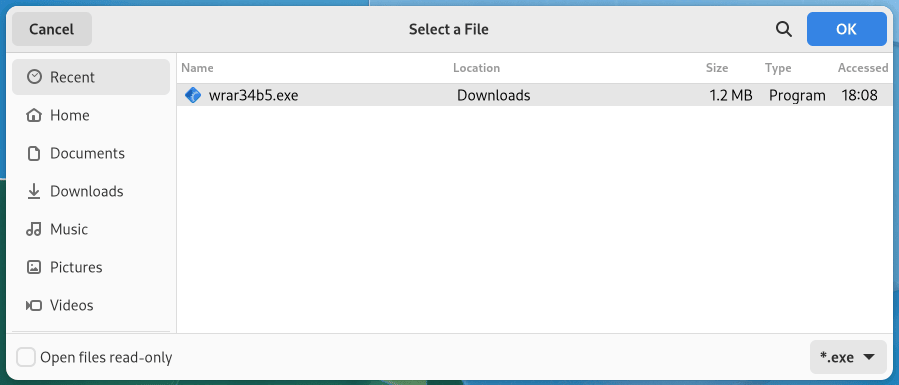 Cancel Select a File OK
Name Location Size Type Accessed
Recent
wrar34b5.exe Downloads 1.2 MB Program 18:08
Home
Documents
Downloads
Music
Pictures
Videos
Open files read-only *.exe